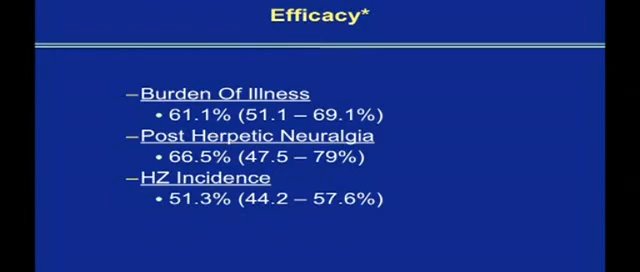 Efficacy*
–Burden Of Illness
• 61.1% (51.1 – 69.1%)
–Post Herpetic Neuralgia
• 66.5% (47.5 – 79%)
–HZ Incidence
• 51.3% (44.2 – 57.6%)